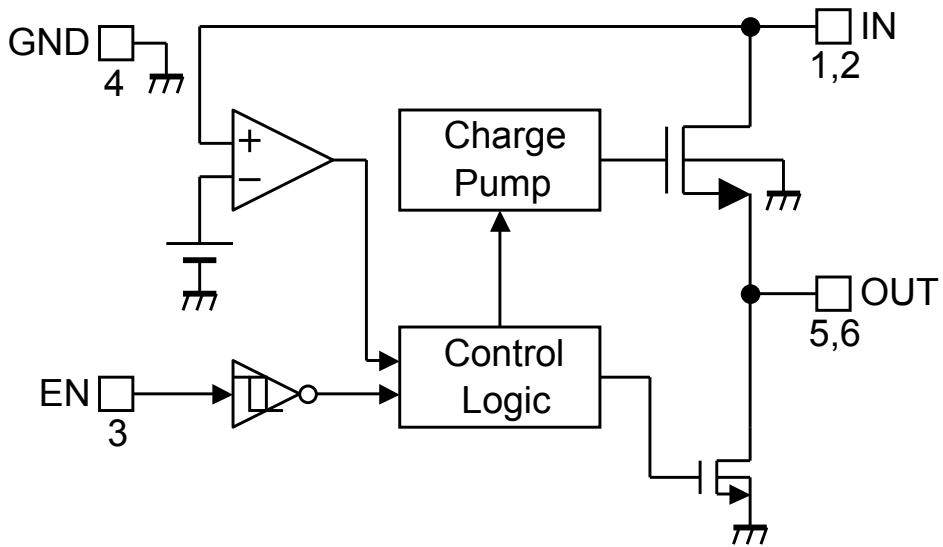 GND
4
IN
1,2
+
−
Charge
Pump
OUT
5,6
Control
Logic
EN
3